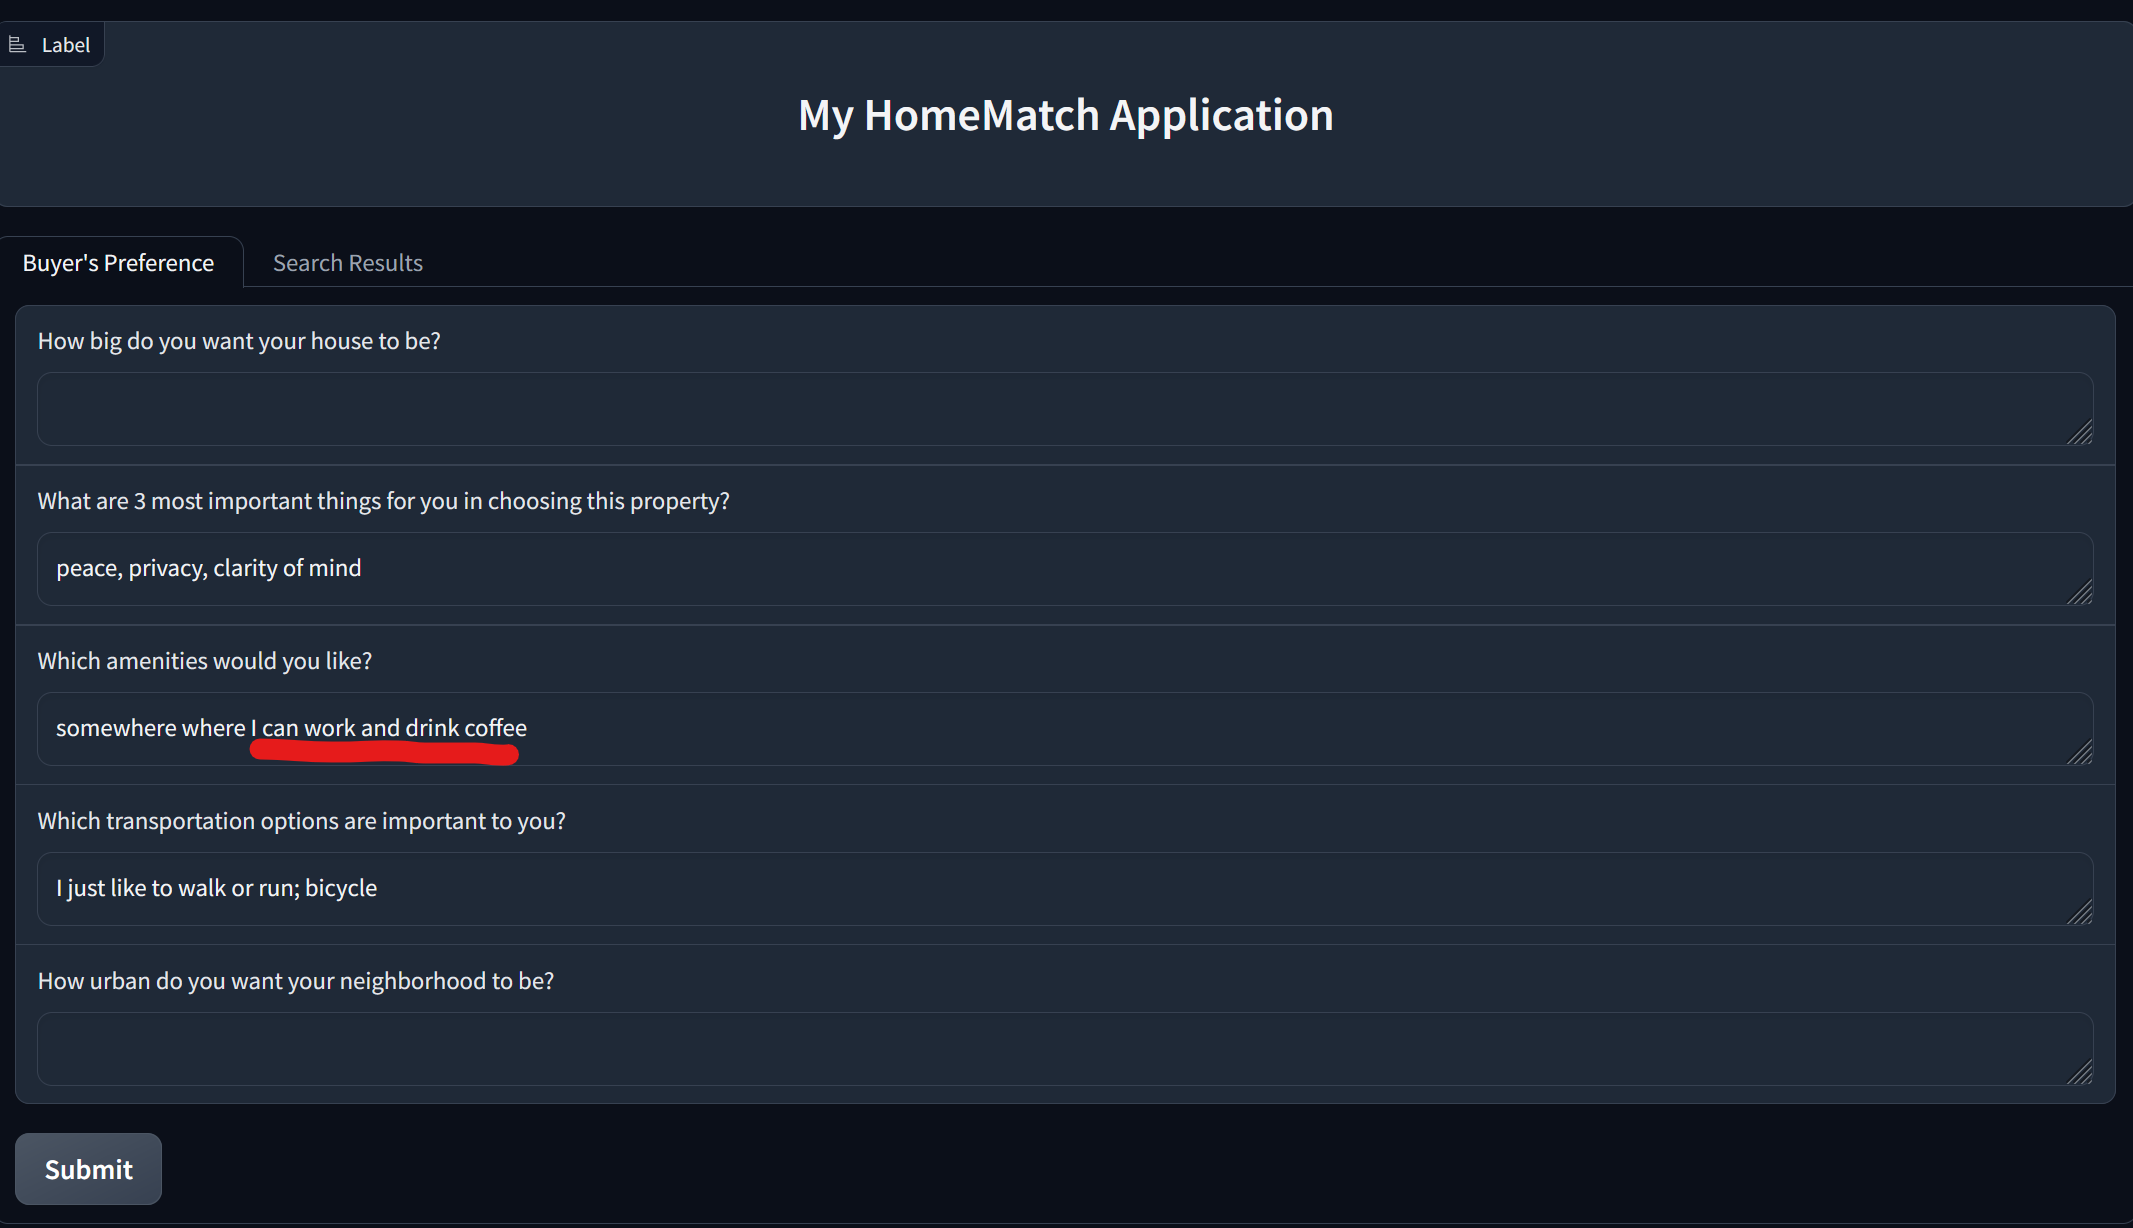 Label
My HomeMatch Application
Buyer's Preference
Search Results
How big do you want your house to be?
What are 3 most important things for you in choosing this property?
peace, privacy, clarity of mind
Which amenities would you like?
somewhere where I can work and drink coffee
Which transportation options are important to you?
I just like to walk or run; bicycle
How urban do you want your neighborhood to be?
Submit